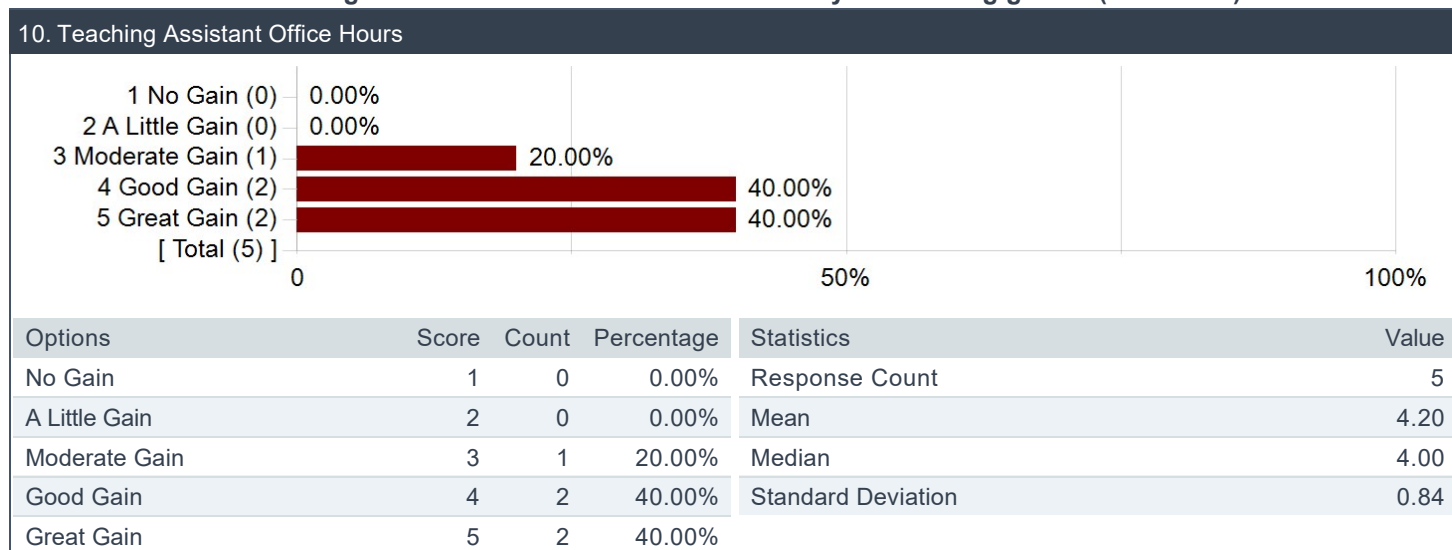 10. Teaching Assistant Office Hours
1 No Gain (0) 0.00%
2 A Little Gain (0) 0.00%
3 Moderate Gain (1) 20.00%
4 Good Gain (2) 40.00%
5 Great Gain (2) 40.00%
[ Total (5) ]
0 50% 100%
Options Score Count Percentage Statistics Value
No Gain 1 0 0.00% Response Count 5
A Little Gain 2 0 0.00% Mean 4.20
Moderate Gain 3 1 20.00% Median 4.00
Good Gain 4 2 40.00% Standard Deviation 0.84
Great Gain 5 2 40.00%